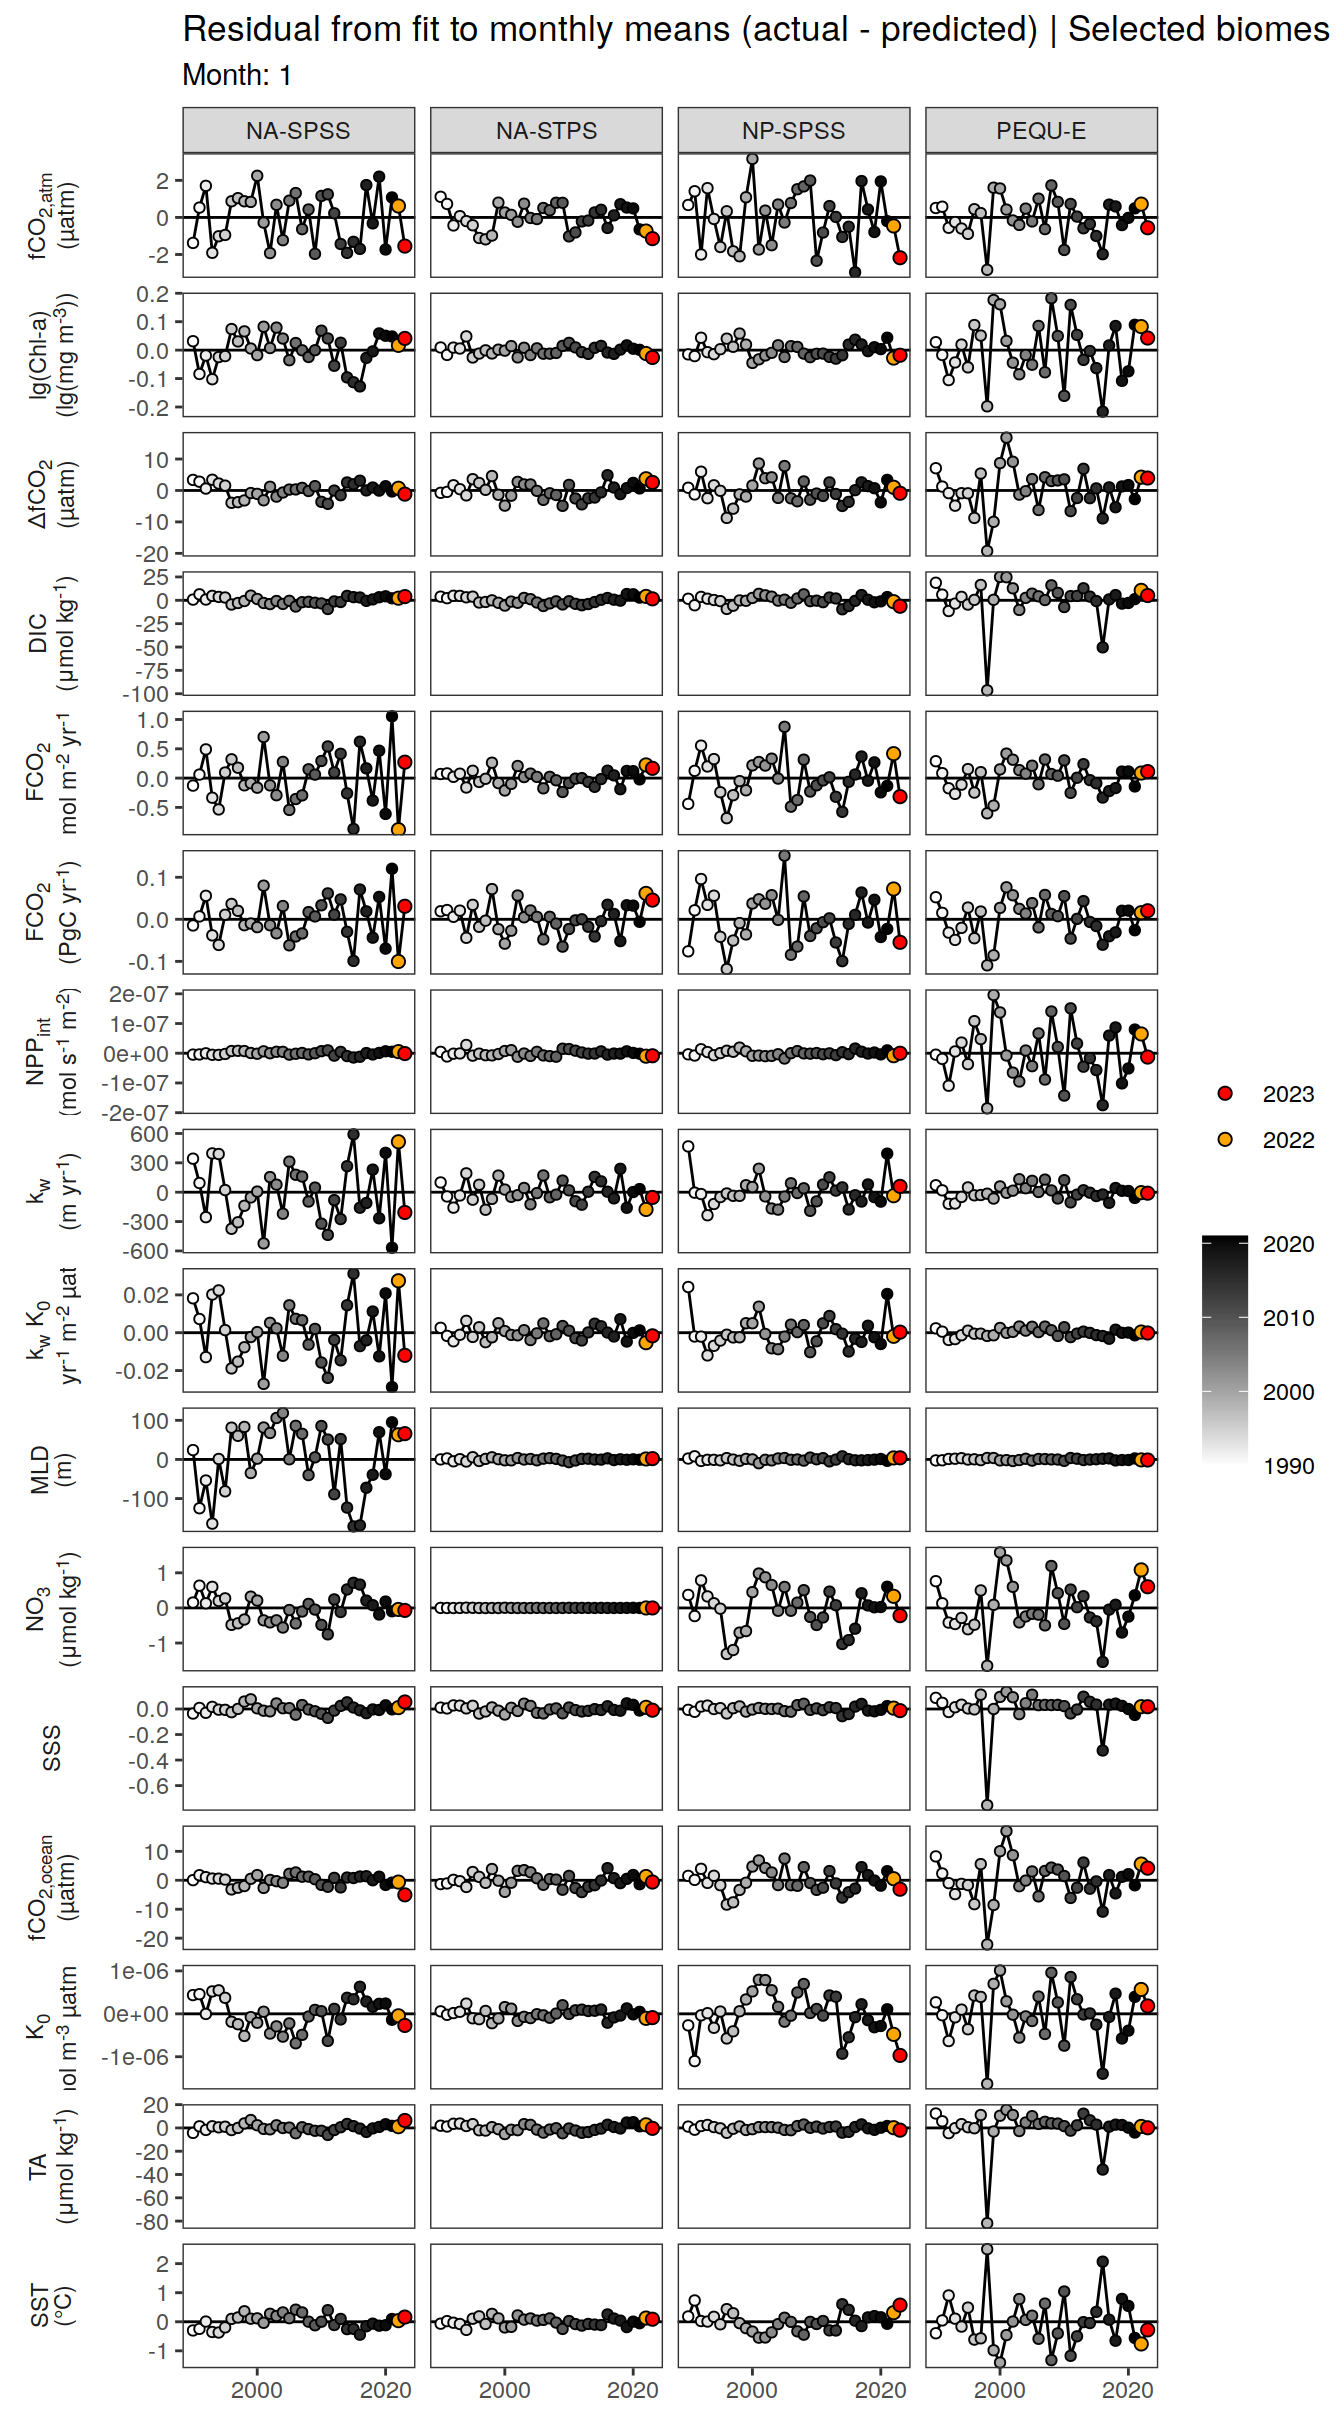 Residual from fit to monthly means (actual - predicted) | Selected biomes
Month: 1
NA-SPSS NA-STPS NP-SPSS PEQU-E
fCO2,atm
(µatm)
2
0
-2
lg(Chl-a)
(lg(mg m-3))
0.2
0.1
0.0
-0.1
-0.2
ΔfCO2
(µatm)
10
0
-10
-20
DIC
(µmol kg-1)
25
0
-25
-50
-75
-100
FCO2
mol m-2 yr-1
1.0
0.5
0.0
-0.5
FCO2
(PgC yr-1)
0.1
0.0
-0.1
NPPint
(mol s-1 m-2)
2e-07
1e-07
0e+00
-1e-07
-2e-07
kw
(m yr-1)
600
300
0
-300
-600
kw K0
yr-1 m-2 µat
0.02
0.00
-0.02
MLD
(m)
100
0
-100
NO3
(µmol kg-1)
1
0
-1
SSS
0.0
-0.2
-0.4
-0.6
fCO2,ocean
(µatm)
10
0
-10
-20
K0
ol m-3 µatm
1e-06
0e+00
-1e-06
TA
(µmol kg-1)
20
0
-20
-40
-60
-80
SST
(°C)
2
1
0
-1
2000 2020 2000 2020 2000 2020 2000 2020
2023
2022
2020
2010
2000
1990